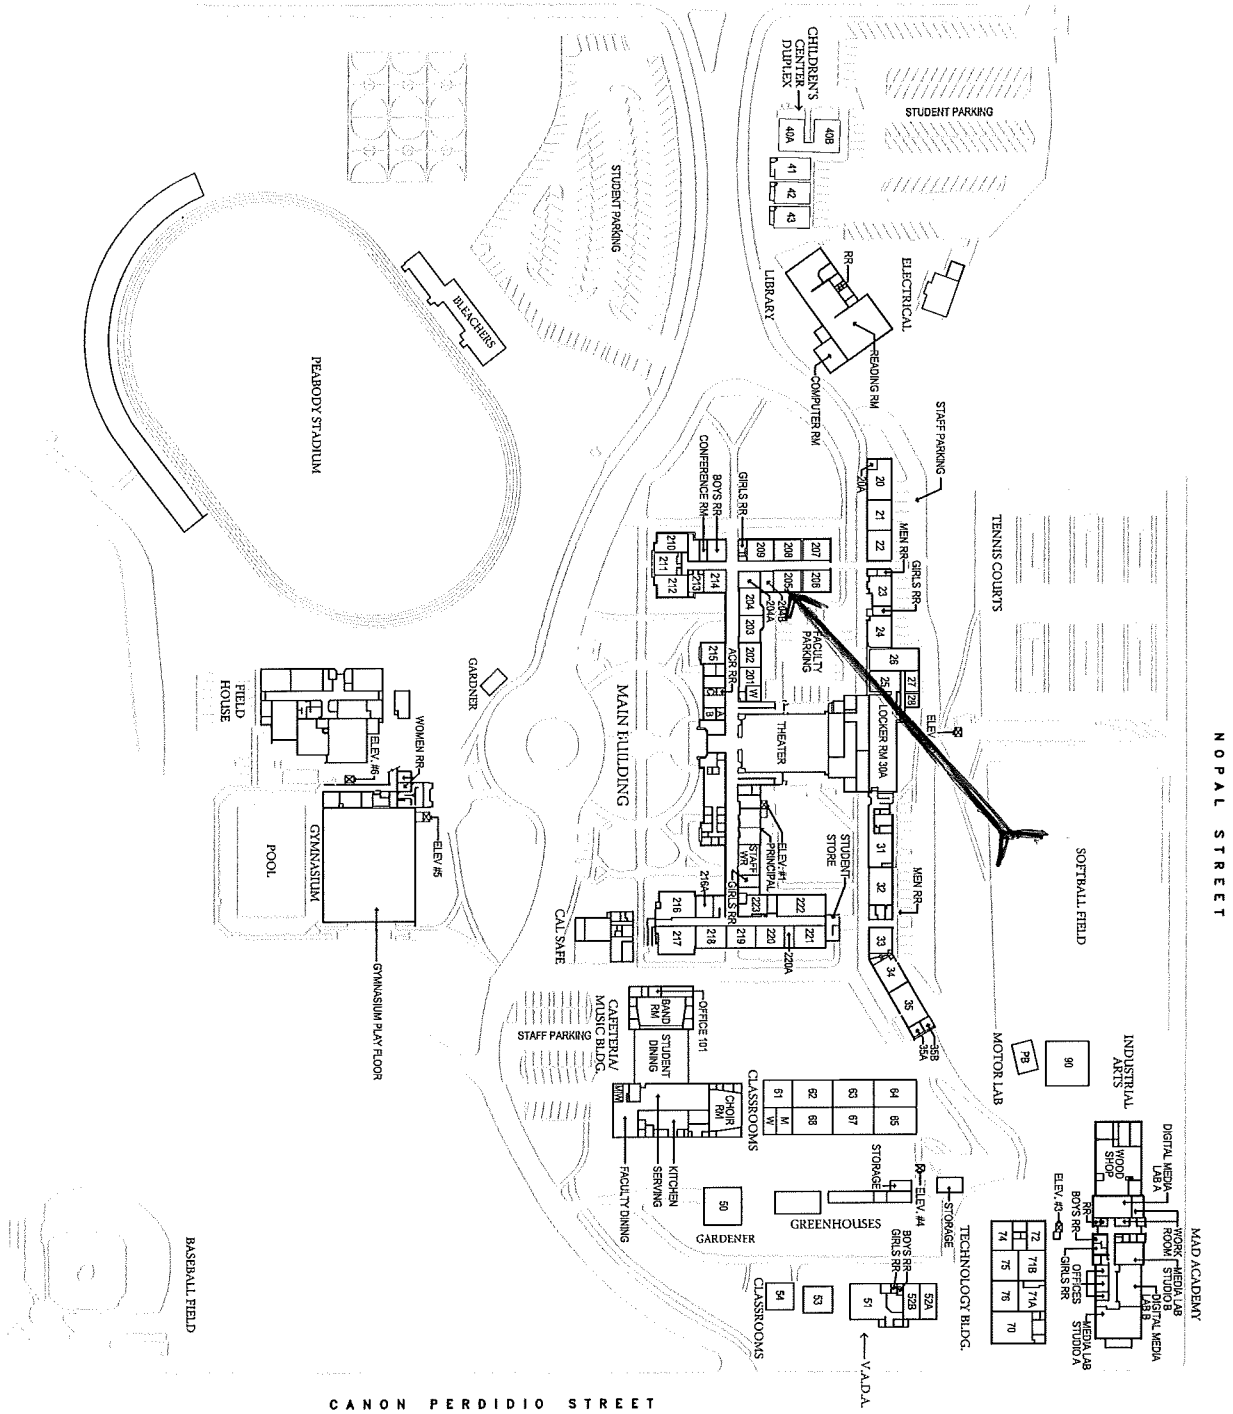 CHILDREN'S
CENTER
DUPLEX
40A
40B
41
42
43
STUDENT PARKING
STUDENT PARKING
RR
ELECTRICAL
LIBRARY
READING RM
COMPUTER RM
BLEACHERS
PEABODY STADIUM
STAFF PARKING
20A
20
21
22
MEN RR
GIRLS RR
23
24
26
25
27
28
TENNIS COURTS
CONFERENCE RM
BOYS RR
GIRLS RR
210
211
212
213
214
209
208
207
206
205
204B
204A
204
203
202
201
W
215
ACR RR
C
A
B
FACULTY
PARKING
THEATER
LOCKER RM 30A
ELEV
MAIN BUILDING
GARDNER
FIELD
HOUSE
WOMEN RR
ELEV. #6
ELEV #5
POOL
GYMNASIUM
GYMNASIUM PLAY FLOOR
ELEV. #1
PRINCIPAL
STAFF
WR
GIRLS RR
STUDENT
STORE
216A
216
217
218
219
220
221
222
223
220A
31
32
MEN RR
33
34
35
35A
35B
SOFTBALL FIELD
NOPAL STREET
CAL SAFE
OFFICE 101
BAND
RM
STUDENT
DINING
CAFETERIA/
MUSIC BLDG.
STAFF PARKING
MTW
CHOIR
RM
KITCHEN
SERVING
FACULTY DINING
CLASSROOMS
61
62
63
64
W
M
68
67
65
MOTOR LAB
PB
90
INDUSTRIAL
ARTS
WOOD
SHOP
DIGITAL MEDIA
LAB A
WORK
ROOM
MEDIA LAB
STUDIO B
DIGITAL MEDIA
LAB B
MEDIA LAB
STUDIO A
OFFICES
GIRLS RR
BOYS RR
RR
ELEV. #3
MAD ACADEMY
72
74
71B
75
71A
76
70
STORAGE
ELEV. #4
STORAGE
GREENHOUSES
50
GARDENER
TECHNOLOGY BLDG.
BOYS RR
GIRLS RR
52A
52B
51
53
54
CLASSROOMS
V.A.D.A.
BASEBALL FIELD
CANON PERDIDIO STREET